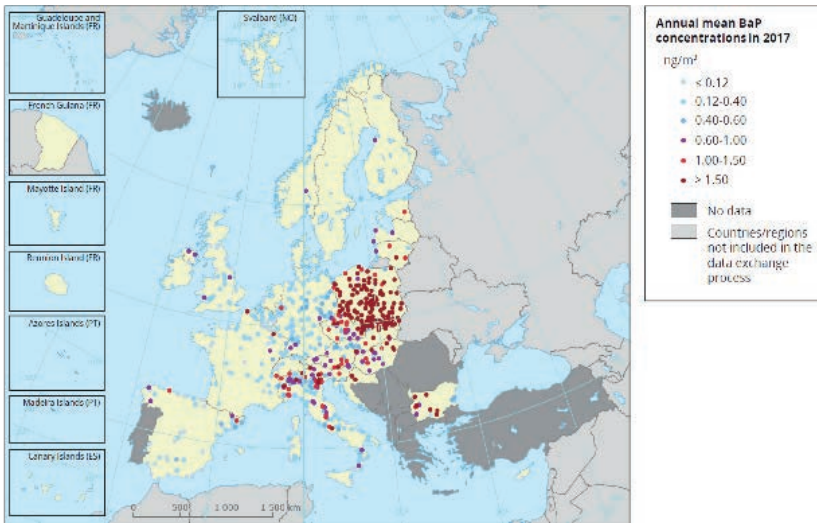 Guadeloupe and
Martinique Islands (FR)
Svalbard (NO)
French Guiana (FR)
Mayotte Island (FR)
Reunion Island (FR)
Azores Islands (PT)
Madeira Islands (PT)
Canary Islands (ES)
0 500 1 000 1 500 km
Annual mean BaP
concentrations in 2017
ng/m³
≤ 0.12
0.12-0.40
0.40-0.60
0.60-1.00
1.00-1.50
> 1.50
No data
Countries/regions
not included in the
data exchange
process